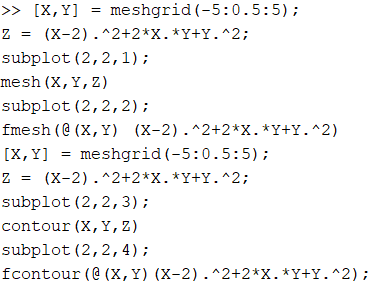 >> [X,Y] = meshgrid(-5:0.5:5);
Z = (X-2).^2+2*X.*Y+Y.^2;
subplot(2,2,1);
mesh(X,Y,Z)
subplot(2,2,2);
fmesh(@(X,Y) (X-2).^2+2*X.*Y+Y.^2)
[X,Y] = meshgrid(-5:0.5:5);
Z = (X-2).^2+2*X.*Y+Y.^2;
subplot(2,2,3);
contour(X,Y,Z)
subplot(2,2,4);
fcontour(@(X,Y)(X-2).^2+2*X.*Y+Y.^2);